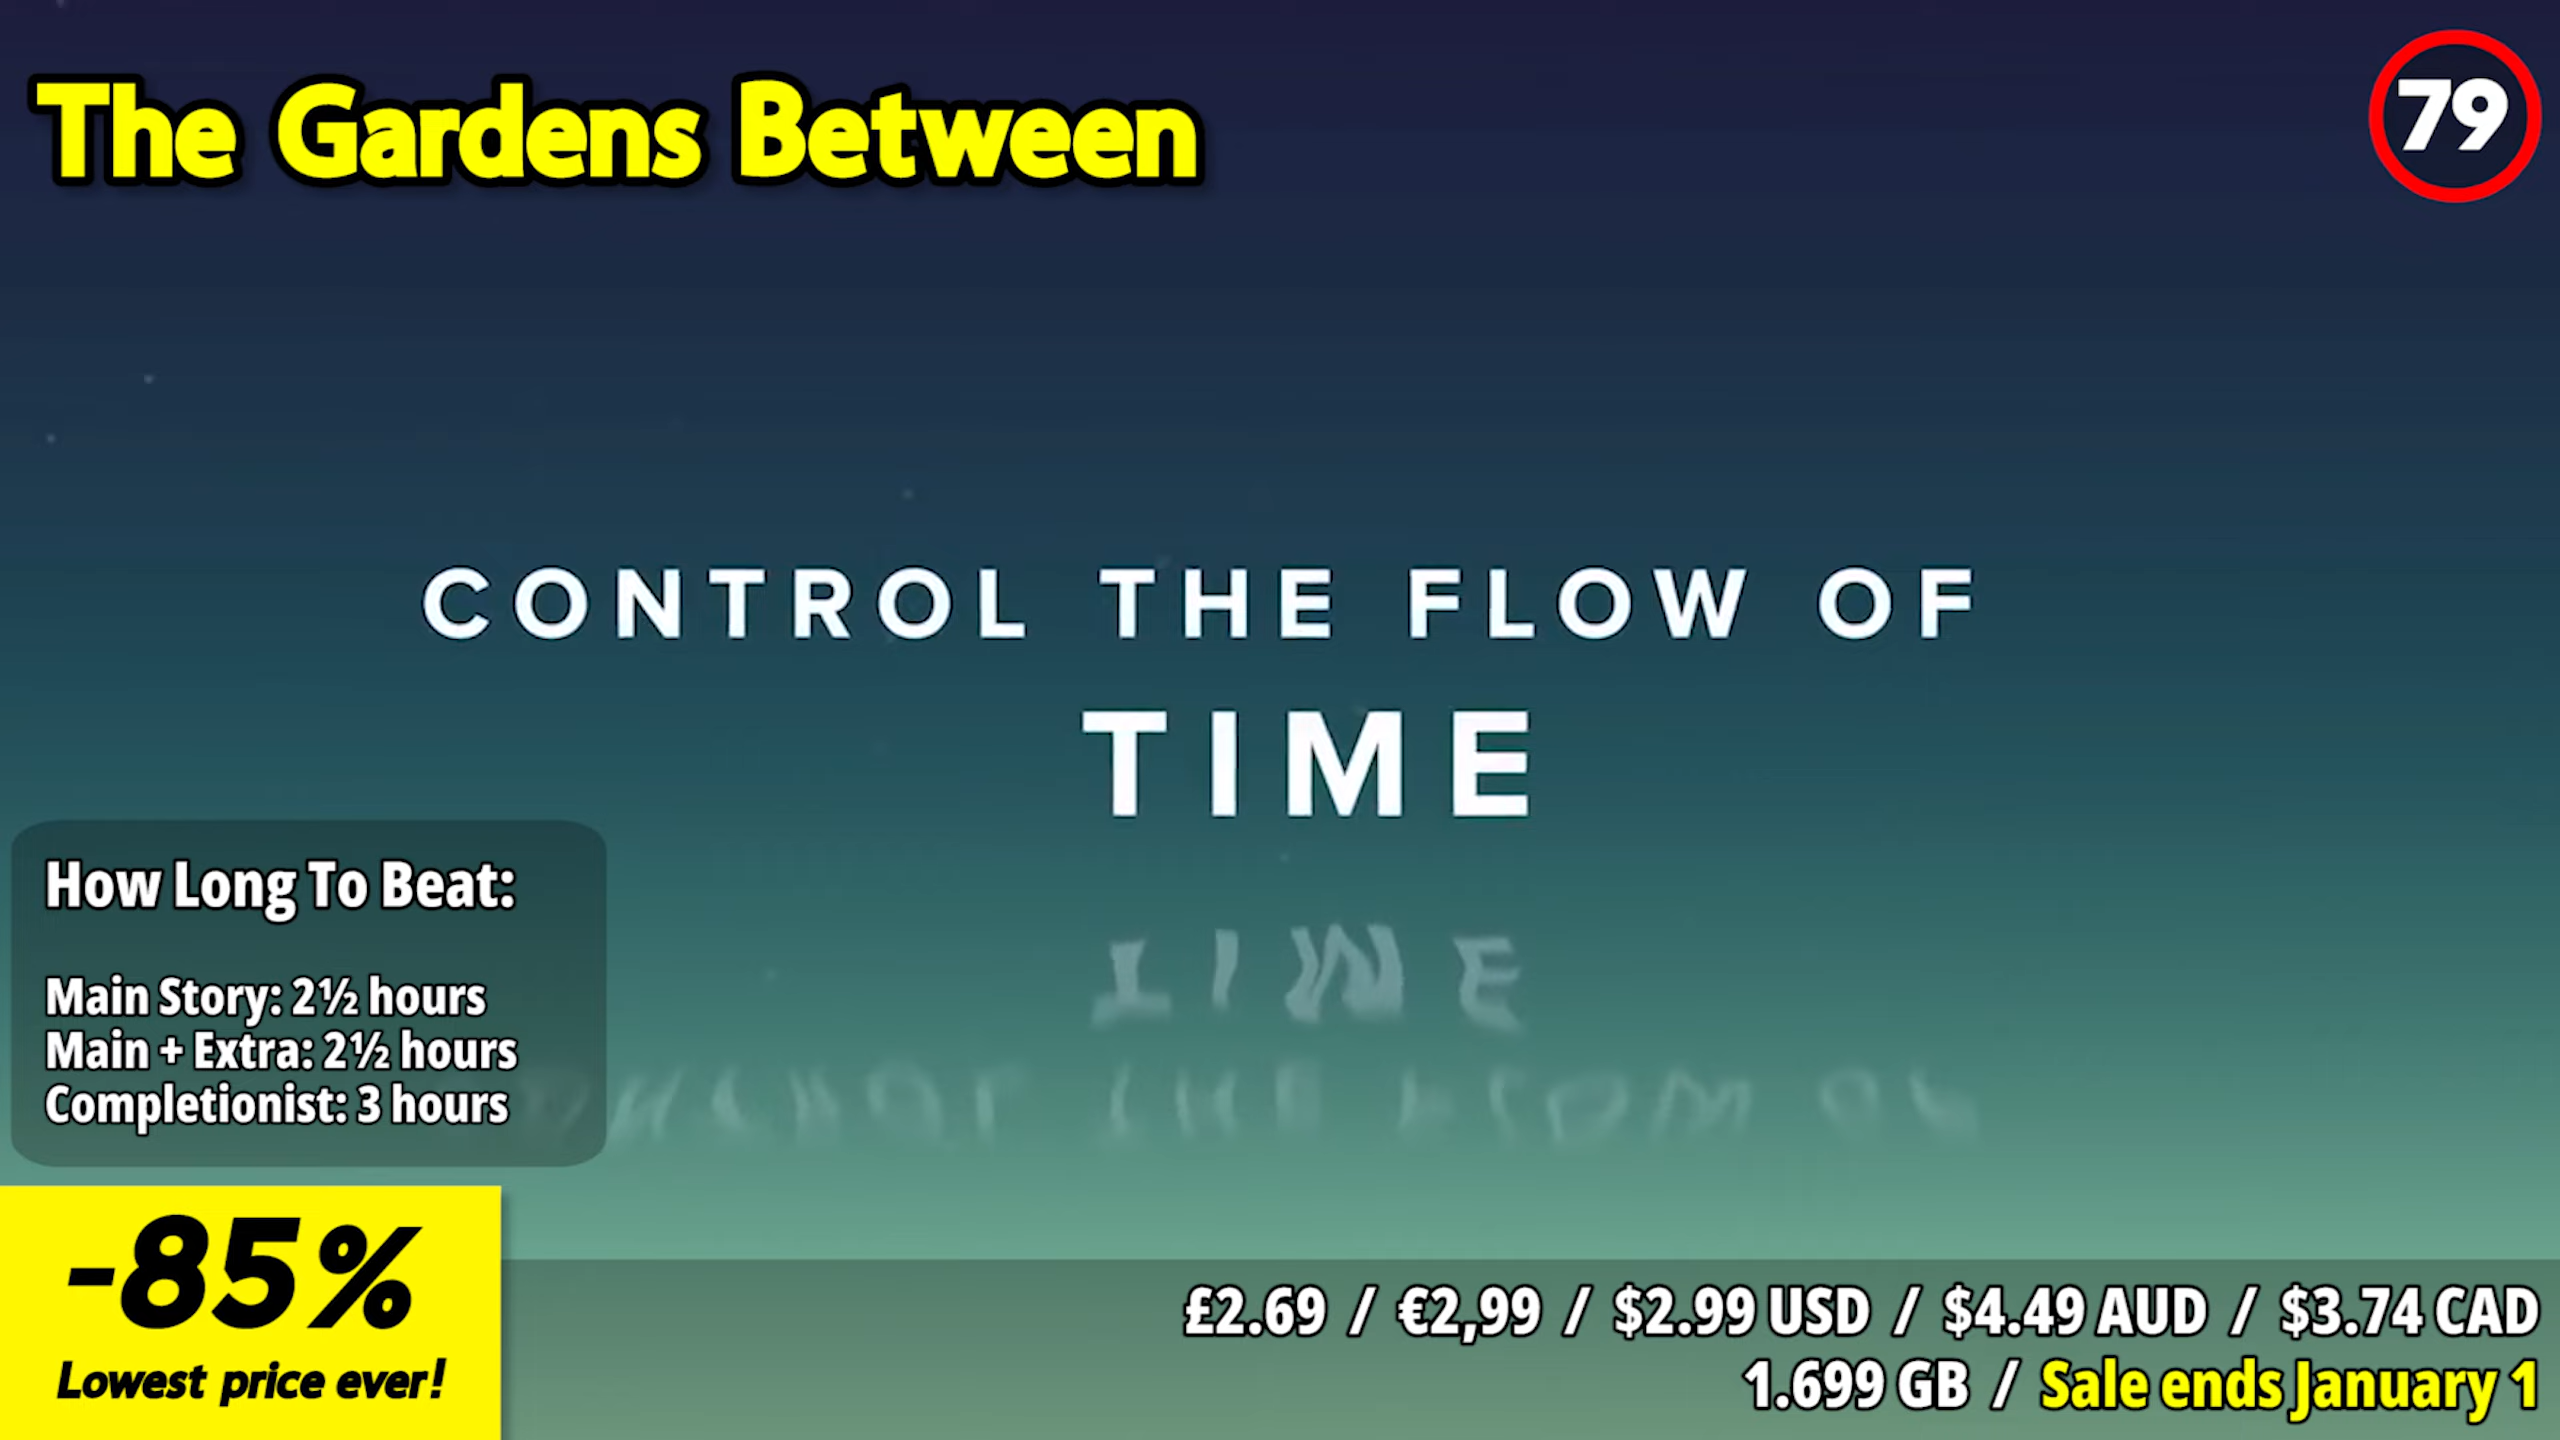 The Gardens Between
79
CONTROL THE FLOW OF
TIME
How Long To Beat:
Main Story: 2½ hours
Main + Extra: 2½ hours
Completionist: 3 hours
-85%
Lowest price ever!
£2.69 / €2,99 / $2.99 USD / $4.49 AUD / $3.74 CAD
1.699 GB / Sale ends January 1